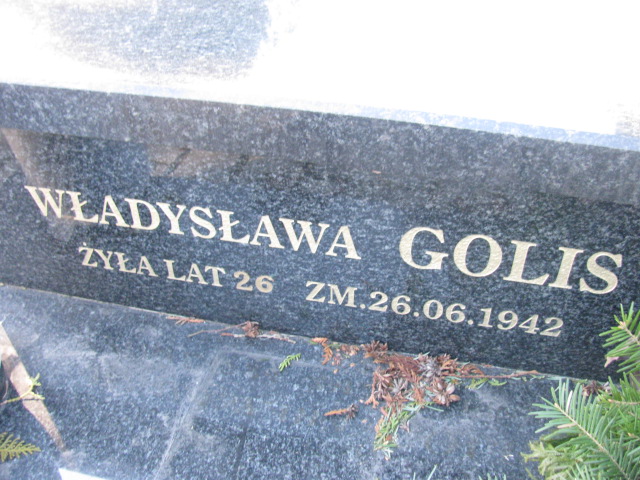 WŁADYSŁAWA GOLIS
ŻYŁA LAT 26 ZM.26.06.1942